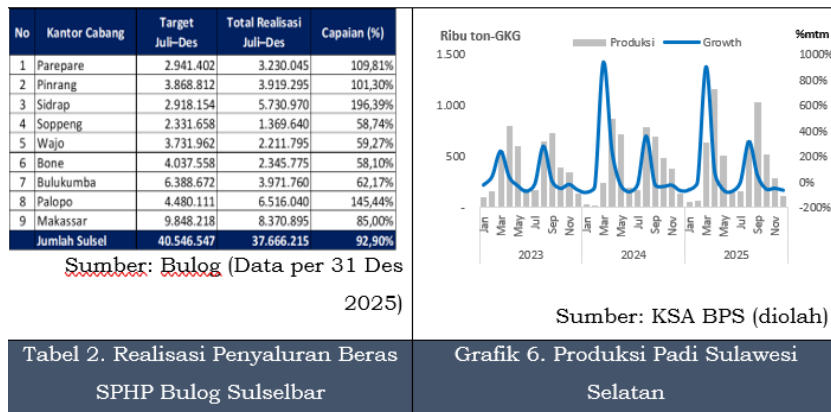 No Kantor Cabang Target Juli–Des Total Realisasi Juli–Des Capaian (%)
1 Parepare 2.941.402 3.230.045 109,81%
2 Pinrang 3.868.812 3.919.295 101,30%
3 Sidrap 2.918.154 5.730.970 196,39%
4 Soppeng 2.331.658 1.369.640 58,74%
5 Wajo 3.731.962 2.211.795 59,27%
6 Bone 4.037.558 2.345.775 58,10%
7 Bulukumba 6.388.672 3.971.760 62,17%
8 Palopo 4.480.111 6.516.040 145,44%
9 Makassar 9.848.218 8.370.895 85,00%
Jumlah Sulsel 40.546.547 37.666.215 92,90%
Sumber: Bulog (Data per 31 Des
2025)
Tabel 2. Realisasi Penyaluran Beras
SPHP Bulog Sulselbar
Ribu ton-GKG
%mtm
Produksi Growth
1.500
1.000
500
-
1000%
800%
600%
400%
200%
0%
-200%
Jan Mar May Jul Sep Nov Jan Mar May Jul Sep Nov Jan Mar May Jul Sep Nov
2023 2024 2025
Sumber: KSA BPS (diolah)
Grafik 6. Produksi Padi Sulawesi
Selatan